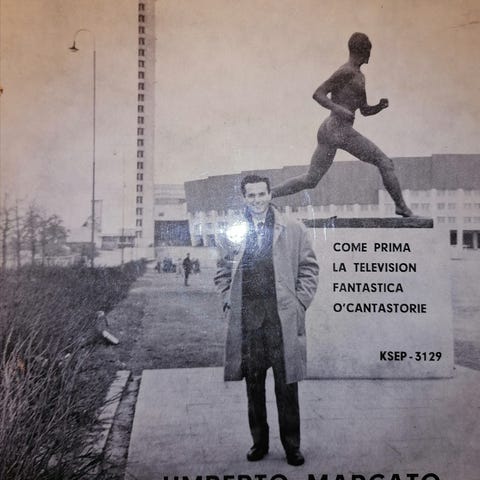 COME PRIMA
LA TELEVISION
FANTASTICA
O'CANTASTORIE
KSEP-3129
UMBERTO MARCATO